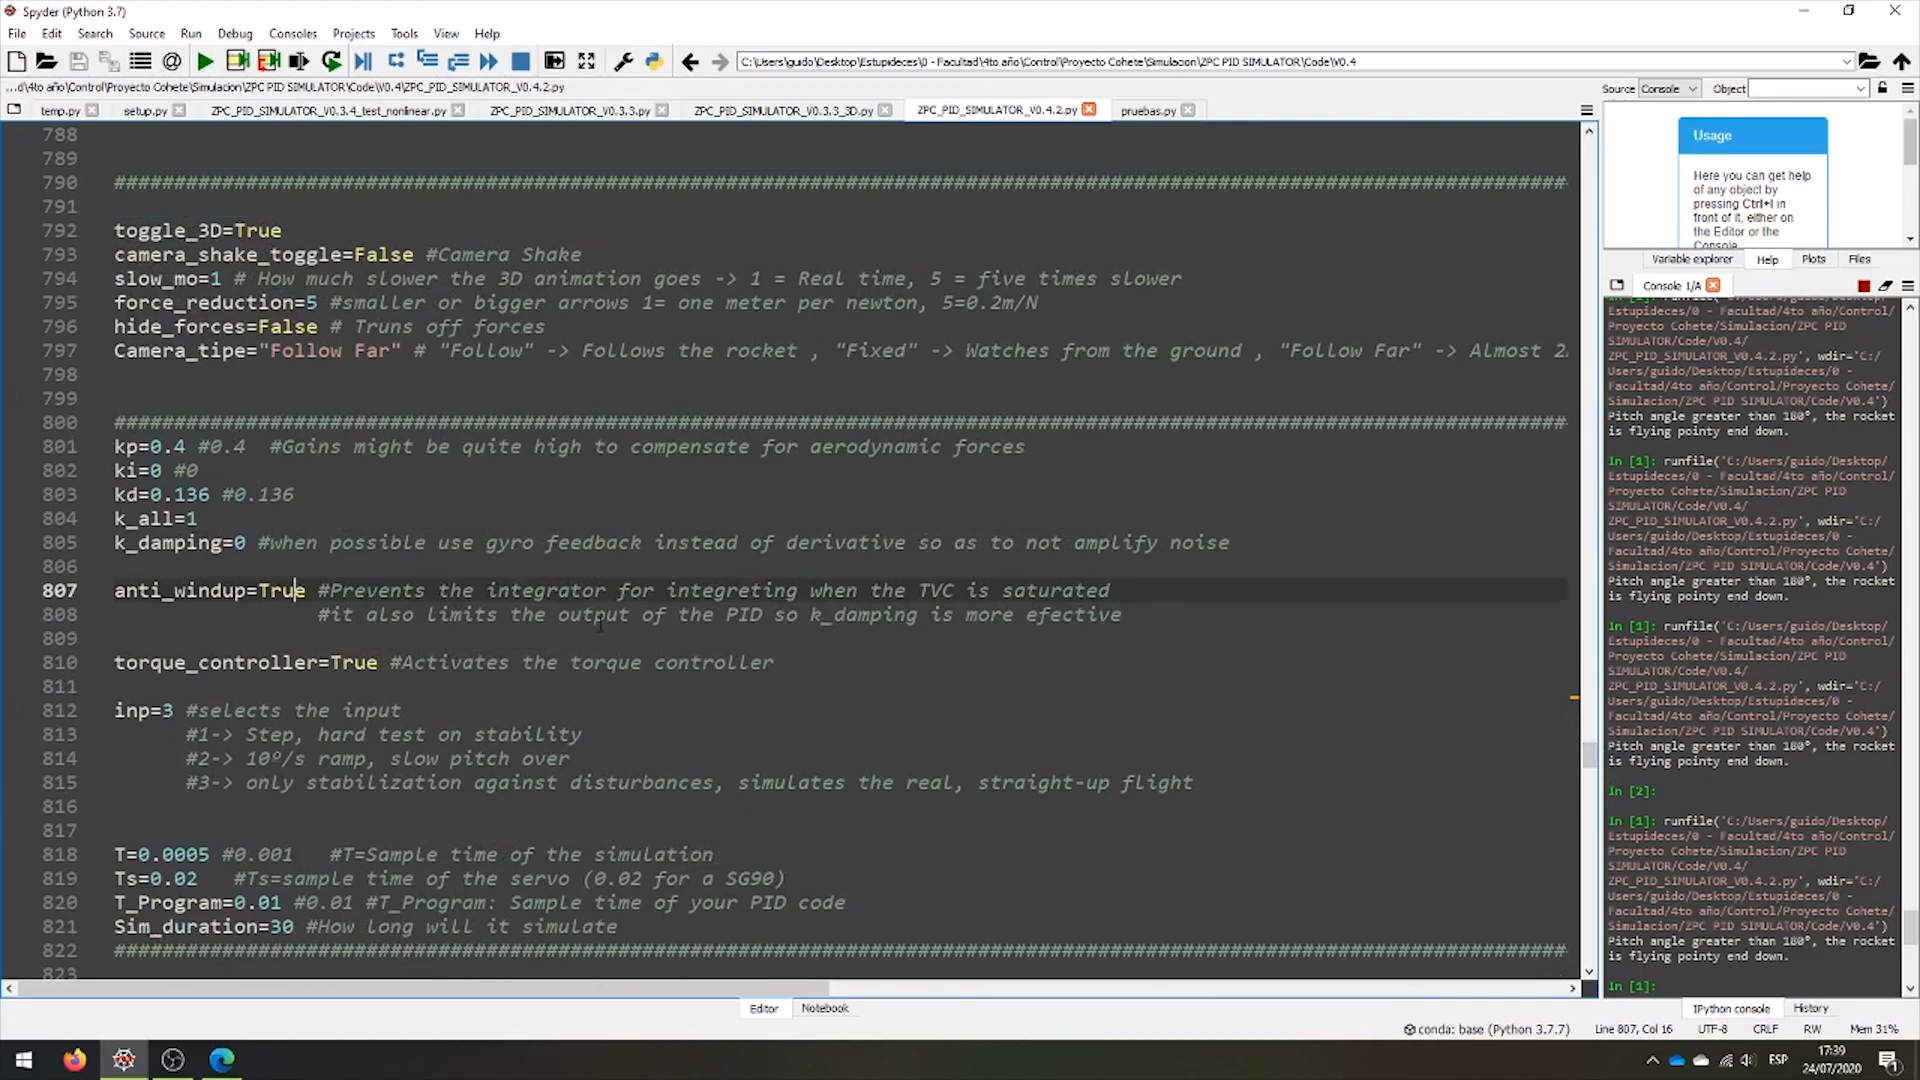 Spyder (Python 3.7)
File Edit Search Source Run Debug Consoles Projects Tools View Help
C:\Users\guido\Desktop\Estupideces\0 - Facultad\4to año\Control\Proyecto Cohete\Simulacion\ZPC PID SIMULATOR\Code\V0.4
...d\4to año\Control\Proyecto Cohete\Simulacion\ZPC PID SIMULATOR\Code\V0.4\ZPC_PID_SIMULATOR_V0.4.2.py
Source Console Object
temp.py setup.py ZPC_PID_SIMULATOR_V0.3.4_test_nonlinear.py ZPC_PID_SIMULATOR_V0.3.3.py ZPC_PID_SIMULATOR_V0.3.3_3D.py ZPC_PID_SIMULATOR_V0.4.2.py pruebas.py
788
789
790
791
792 toggle_3D=True
793 camera_shake_toggle=False #Camera Shake
794 slow_mo=1 # How much slower the 3D animation goes -> 1 = Real time, 5 = five times slower
795 force_reduction=5 #smaller or bigger arrows 1= one meter per newton, 5=0.2m/N
796 hide_forces=False # Truns off forces
797 Camera_tipe="Follow Far" # "Follow" -> Follows the rocket , "Fixed" -> Watches from the ground , "Follow Far" -> Almost 2
798
799
800
801 kp=0.4 #0.4  #Gains might be quite high to compensate for aerodynamic forces
802 ki=0 #0
803 kd=0.136 #0.136
804 k_all=1
805 k_damping=0 #when possible use gyro feedback instead of derivative so as to not amplify noise
806
807 anti_windup=True #Prevents the integrator for integreting when the TVC is saturated
808 #it also limits the output of the PID so k_damping is more efective
809
810 torque_controller=True #Activates the torque controller
811
812 inp=3 #selects the input
813 #1-> Step, hard test on stability
814 #2-> 10º/s ramp, slow pitch over
815 #3-> only stabilization against disturbances, simulates the real, straight-up flight
816
817
818 T=0.0005 #0.001   #T=Sample time of the simulation
819 Ts=0.02   #Ts=sample time of the servo (0.02 for a SG90)
820 T_Program=0.01 #0.01 #T_Program: Sample time of your PID code
821 Sim_duration=30 #How long will it simulate
822
823
Usage
Here you can get help
of any object by
pressing Ctrl+I in
front of it, either on
the Editor or the
Console.
Variable explorer Help Plots Files
Console 1/A
Estupideces/0 - Facultad/4to año/Control/
Proyecto Cohete/Simulacion/ZPC PID
SIMULATOR/Code/V0.4/
ZPC_PID_SIMULATOR_V0.4.2.py', wdir='C:/
Users/guido/Desktop/Estupideces/0 -
Facultad/4to año/Control/Proyecto Cohete/
Simulacion/ZPC PID SIMULATOR/Code/V0.4')
Pitch angle greater than 180°, the rocket
is flying pointy end down.
In [1]: runfile('C:/Users/guido/Desktop/
Estupideces/0 - Facultad/4to año/Control/
Proyecto Cohete/Simulacion/ZPC PID
SIMULATOR/Code/V0.4/
ZPC_PID_SIMULATOR_V0.4.2.py', wdir='C:/
Users/guido/Desktop/Estupideces/0 -
Facultad/4to año/Control/Proyecto Cohete/
Simulacion/ZPC PID SIMULATOR/Code/V0.4')
Pitch angle greater than 180°, the rocket
is flying pointy end down.
In [1]: runfile('C:/Users/guido/Desktop/
Estupideces/0 - Facultad/4to año/Control/
Proyecto Cohete/Simulacion/ZPC PID
SIMULATOR/Code/V0.4/
ZPC_PID_SIMULATOR_V0.4.2.py', wdir='C:/
Users/guido/Desktop/Estupideces/0 -
Facultad/4to año/Control/Proyecto Cohete/
Simulacion/ZPC PID SIMULATOR/Code/V0.4')
Pitch angle greater than 180°, the rocket
is flying pointy end down.
In [2]:
In [1]: runfile('C:/Users/guido/Desktop/
Estupideces/0 - Facultad/4to año/Control/
Proyecto Cohete/Simulacion/ZPC PID
SIMULATOR/Code/V0.4/
ZPC_PID_SIMULATOR_V0.4.2.py', wdir='C:/
Users/guido/Desktop/Estupideces/0 -
Facultad/4to año/Control/Proyecto Cohete/
Simulacion/ZPC PID SIMULATOR/Code/V0.4')
Pitch angle greater than 180°, the rocket
is flying pointy end down.
In [1]:
Editor Notebook
IPython console History
conda: base (Python 3.7.7) Line 807, Col 16 UTF-8 CRLF RW Mem 31%
ESP 17:39
24/07/2020